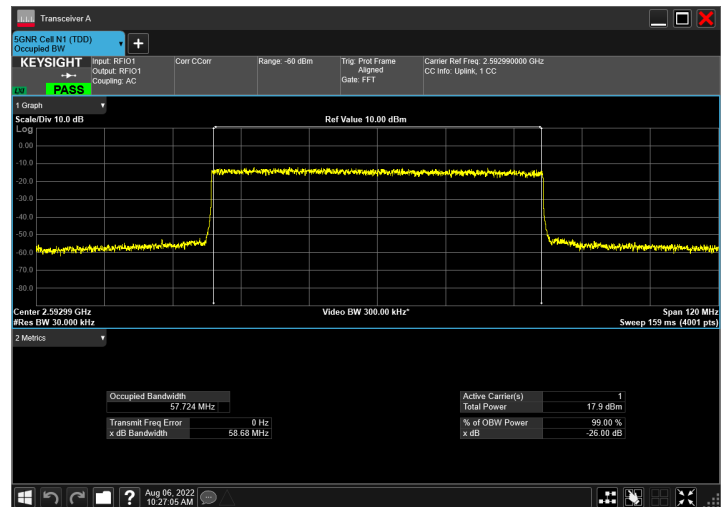 Transceiver A
5GNR Cell N1 (TDD)
Occupied BW
KEYSIGHT
LXI
PASS
Input: RFIO1
Output: RFIO1
Coupling: AC
Corr CCorr
Range: -60 dBm
Trig: Prot Frame
Aligned
Gate: FFT
Carrier Ref Freq: 2.592990000 GHz
CC Info: Uplink, 1 CC
1 Graph
Scale/Div 10.0 dB
Ref Value 10.00 dBm
Log
0.00
-10.0
-20.0
-30.0
-40.0
-50.0
-60.0
-70.0
-80.0
Center 2.59299 GHz
Video BW 300.00 kHz*
Span 120 MHz
#Res BW 30.000 kHz
Sweep 159 ms (4001 pts)
2 Metrics
Occupied Bandwidth
57.724 MHz
Transmit Freq Error 0 Hz
x dB Bandwidth 58.68 MHz
Active Carrier(s) 1
Total Power 17.9 dBm
% of OBW Power 99.00 %
x dB -26.00 dB
?
Aug 06, 2022
10:27:05 AM